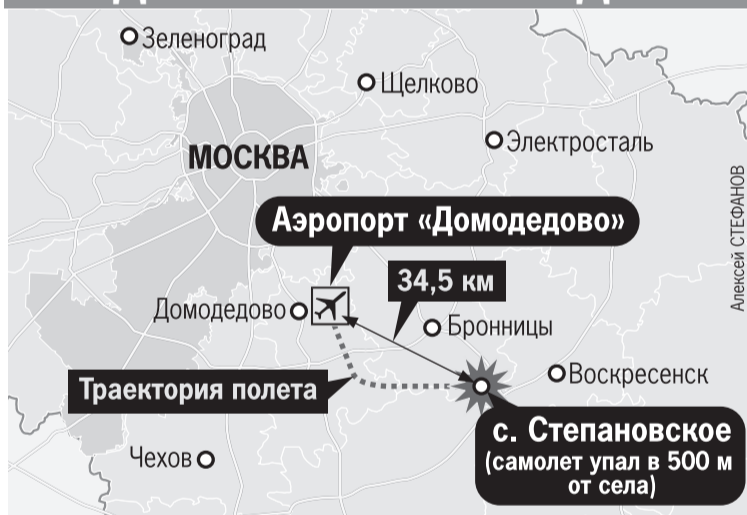 Зеленоград
Щелково
Электросталь
МОСКВА
Алексей СТЕФАНОВ
Аэропорт «Домодедово»
34,5 км
Домодедово
Бронницы
Траектория полета
Воскресенск
с. Степановское
(самолет упал в 500 м
от села)
Чехов